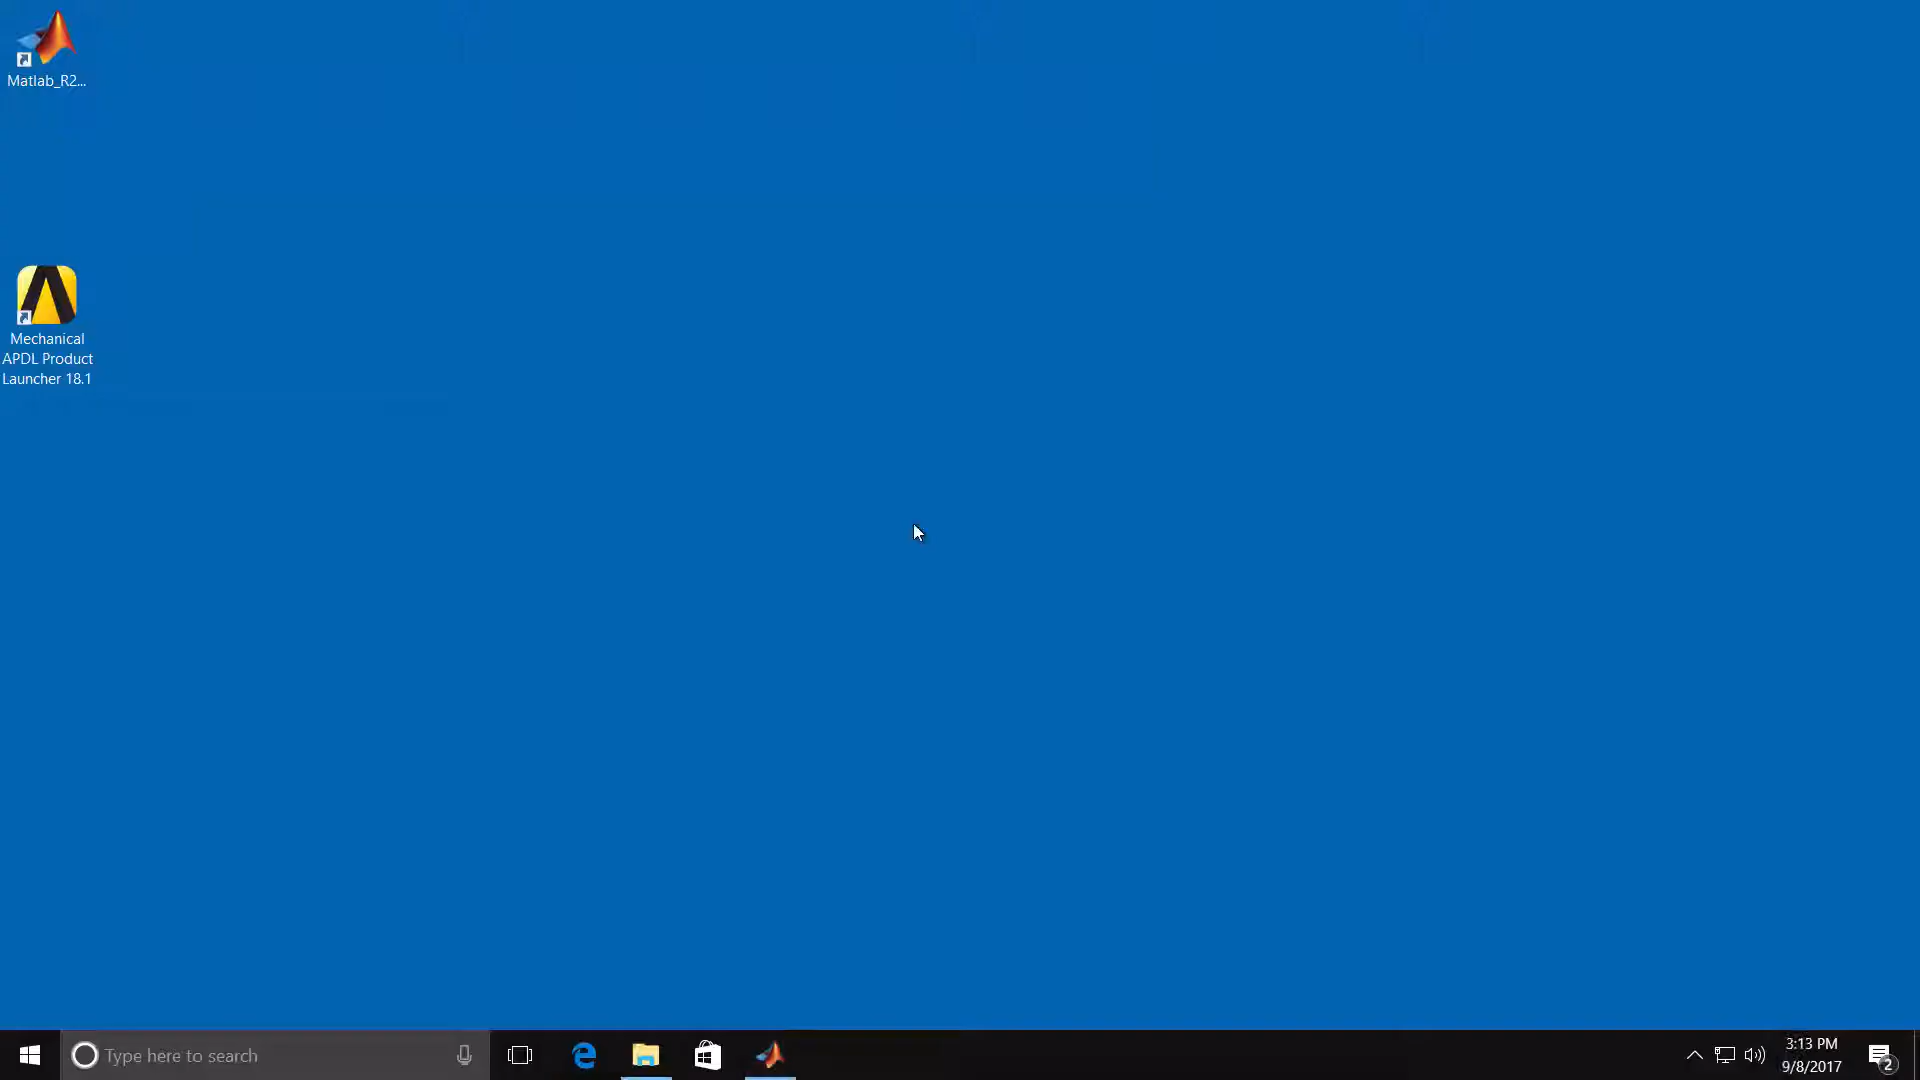 Matlab_R2...
Mechanical
APDL Product
Launcher 18.1
Type here to search
3:13 PM
9/8/2017
2